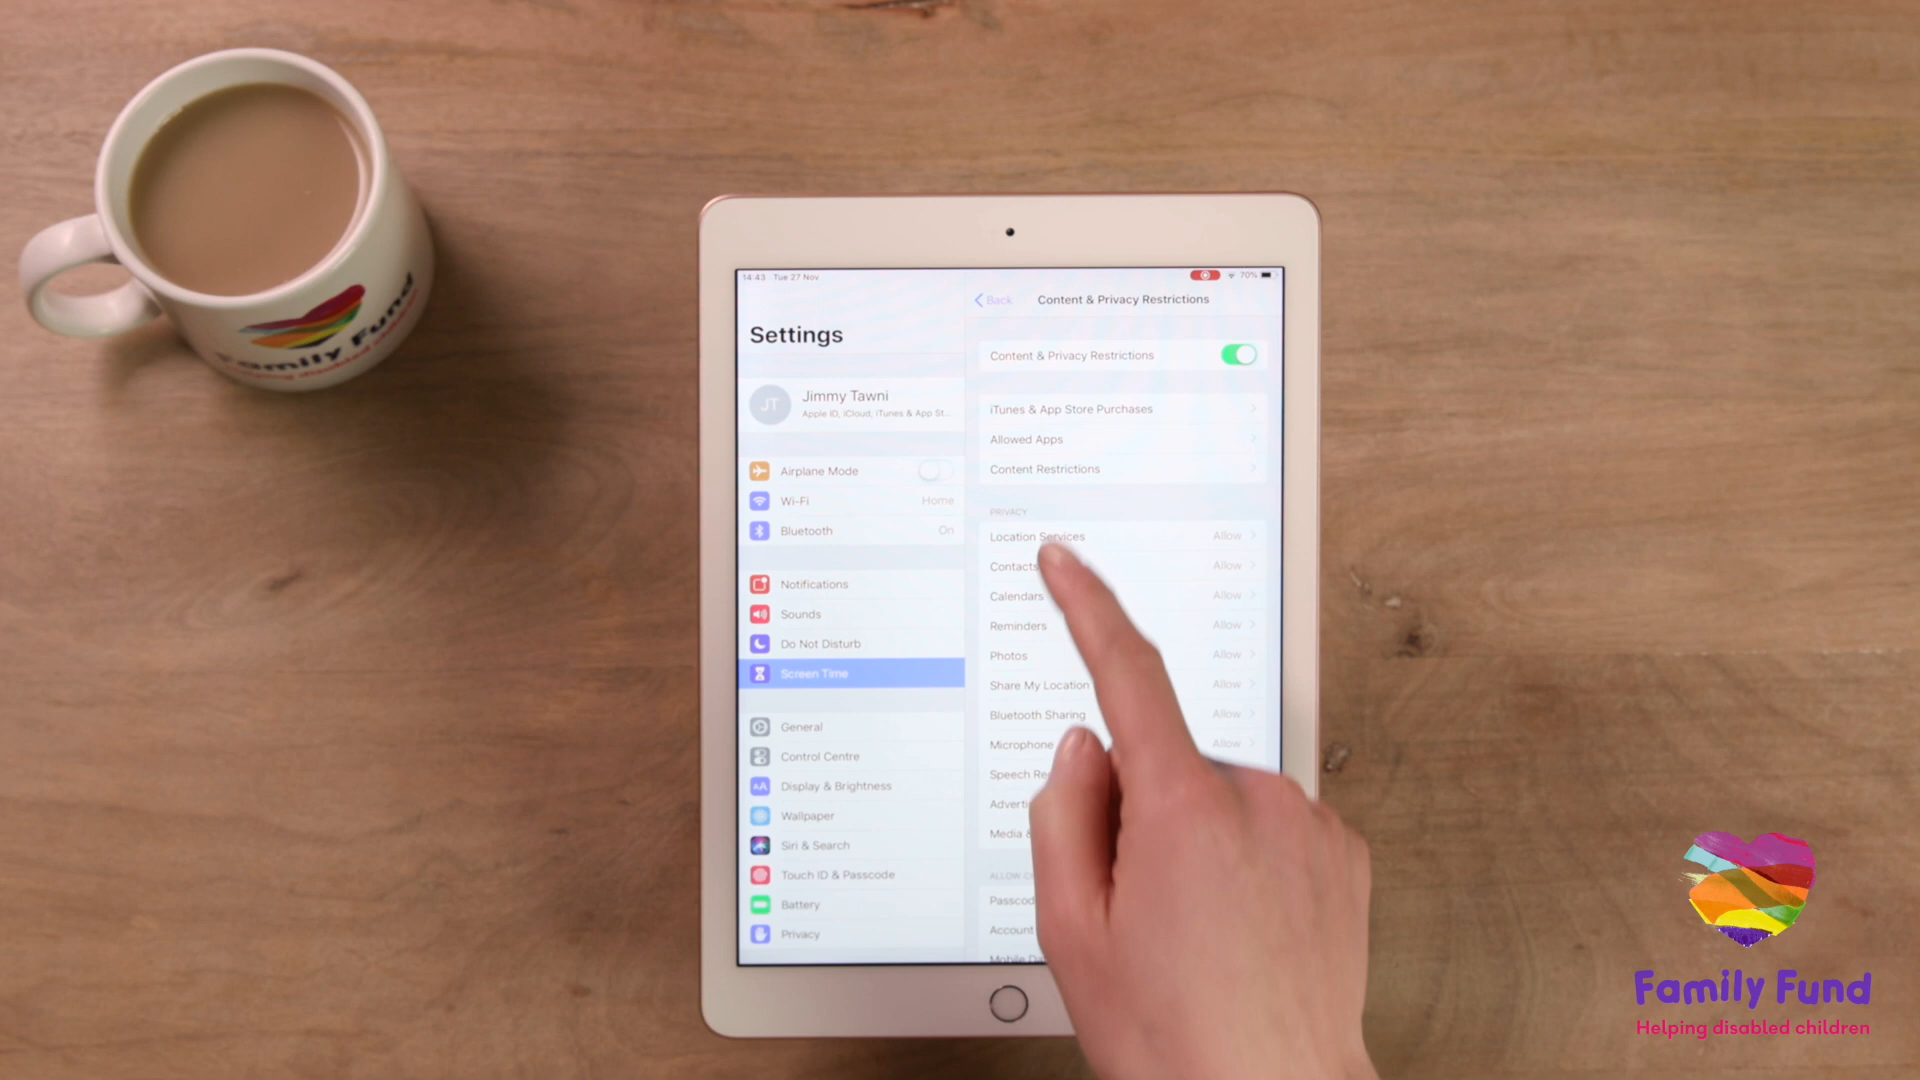 Family Fund
14:43 Tue 27 Nov
70%
Settings
JT
Jimmy Tawni
Apple ID, iCloud, iTunes & App St...
Airplane Mode
Wi-Fi Home
Bluetooth On
Notifications
Sounds
Do Not Disturb
Screen Time
General
Control Centre
AA Display & Brightness
Wallpaper
Siri & Search
Touch ID & Passcode
Battery
Privacy
Back Content & Privacy Restrictions
Content & Privacy Restrictions
iTunes & App Store Purchases
Allowed Apps
Content Restrictions
PRIVACY
Location Services Allow
Contacts Allow
Calendars Allow
Reminders Allow
Photos Allow
Share My Location Allow
Bluetooth Sharing Allow
Microphone Allow
Speech
Media &
ALLOW
Account
Mobile
Family Fund
Helping disabled children